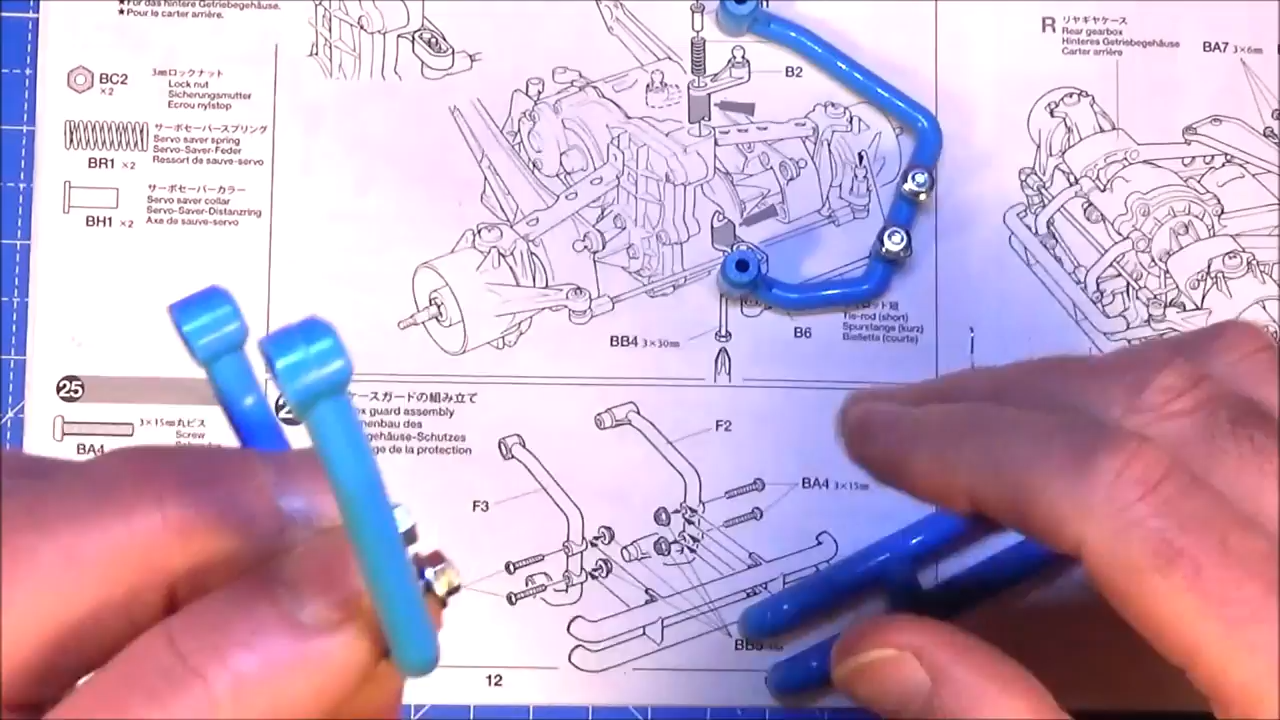 ★Für das hintere Getriebegehäuse.
★Pour le carter arrière.
BC2
×2
3㎜ロックナット
Lock nut
Sicherungsmutter
Ecrou nylstop
BR1 ×2
サーボセーバースプリング
Servo saver spring
Servo-Saver-Feder
Ressort de sauve-servo
BH1 ×2
サーボセーバーカラー
Servo saver collar
Servo-Saver-Distanzring
Axe de sauve-servo
B2
BB4 3×30㎜
B6
Tie-rod (short)
Spurstange (kurz)
Biellette (courte)
R リヤギヤケース
Rear gearbox
Hinteres Getriebegehäuse
Carter arrière
BA7 3×6㎜
25
BA4
3×15㎜丸ビス
Screw
ースガードの組み立て
guard assembly
des
gehäuse-Schutzes
de la protection
F2
F3
BA4 3×15㎜
12